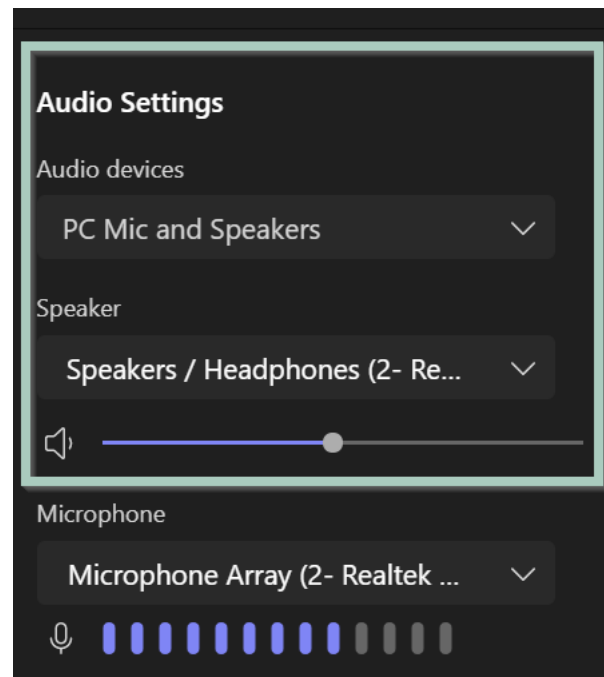 Audio Settings
Audio devices
PC Mic and Speakers
Speaker
Speakers / Headphones (2- Re...
Microphone
Microphone Array (2- Realtek ...